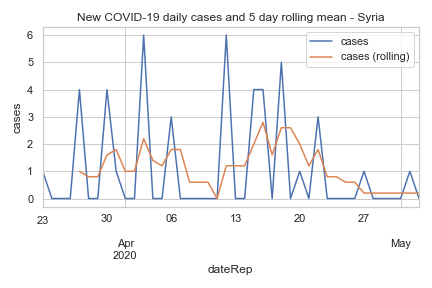 New COVID-19 daily cases and 5 day rolling mean - Syria
cases
cases (rolling)
6
5
4
3
2
1
0
cases
23 30 06 13 20 27
Apr May
2020
dateRep